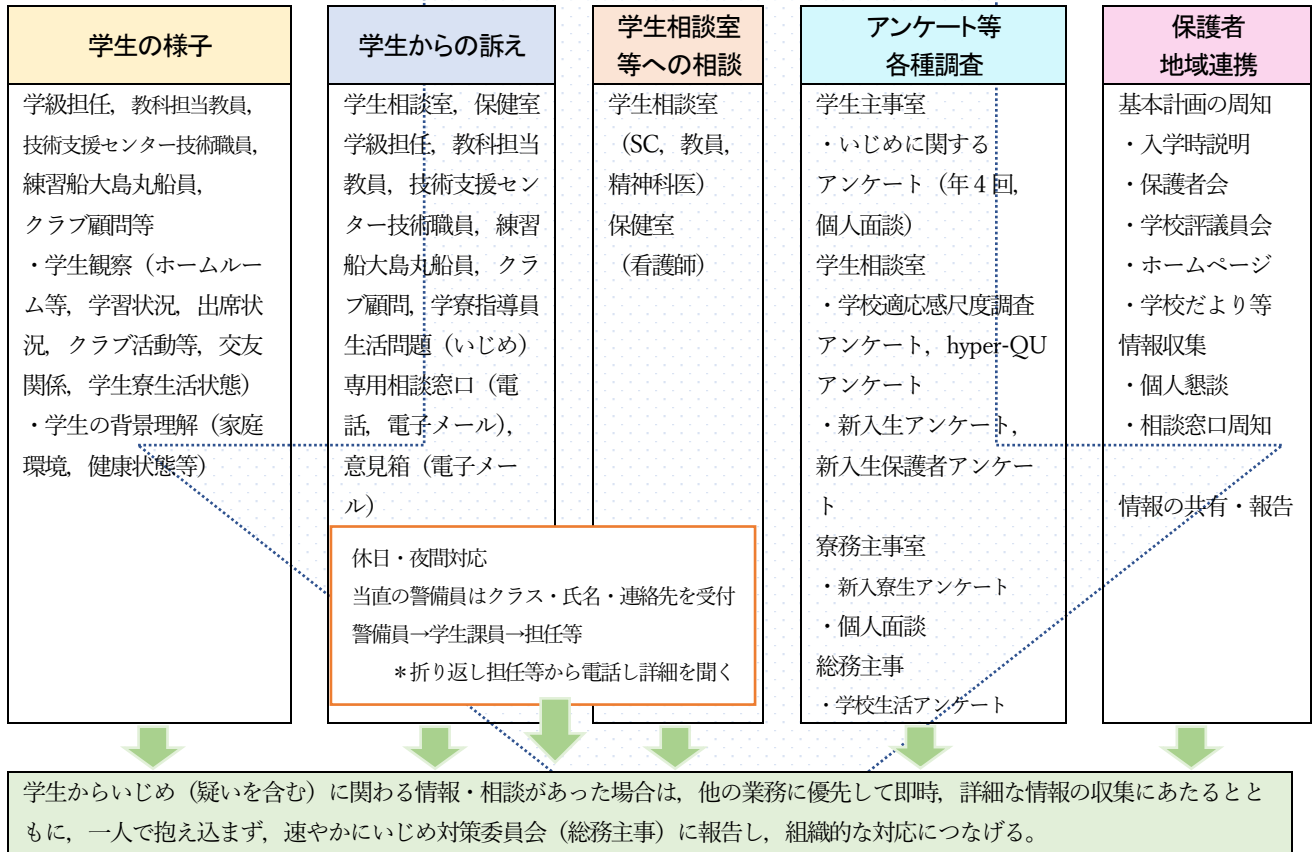 学生の様子
学級担任，教科担当教員，
技術支援センター技術職員，
練習船大島丸船員，
クラブ顧問等
・学生観察（ホームルー
ム等，学習状況，出席状
況，クラブ活動等，交友
関係，学生寮生活状態）
・学生の背景理解（家庭
環境，健康状態等）
学生からの訴え
学生相談室，保健室
学級担任，教科担当
教員，技術支援セン
ター技術職員，練習
船大島丸船員，クラ
ブ顧問，学寮指導員
生活問題（いじめ）
専用相談窓口（電
話，電子メール），
意見箱（電子メー
ル）
休日・夜間対応
当直の警備員はクラス・氏名・連絡先を受付
警備員→学生課員→担任等
＊折り返し担任等から電話し詳細を聞く
学生相談室
等への相談
学生相談室
（SC，教員，
精神科医）
保健室
（看護師）
アンケート等
各種調査
学生主事室
・いじめに関する
アンケート（年４回，
個人面談）
学生相談室
・学校適応感尺度調査
アンケート，hyper-QU
アンケート
・新入生アンケート，
新入生保護者アンケー
ト
寮務主事室
・新入寮生アンケート
・個人面談
総務主事
・学校生活アンケート
保護者
地域連携
基本計画の周知
・入学時説明
・保護者会
・学校評議員会
・ホームページ
・学校だより等
情報収集
・個人懇談
・相談窓口周知
情報の共有・報告
学生からいじめ（疑いを含む）に関わる情報・相談があった場合は，他の業務に優先して即時，詳細な情報の収集にあたるとと
もに，一人で抱え込まず，速やかにいじめ対策委員会（総務主事）に報告し，組織的な対応につなげる。